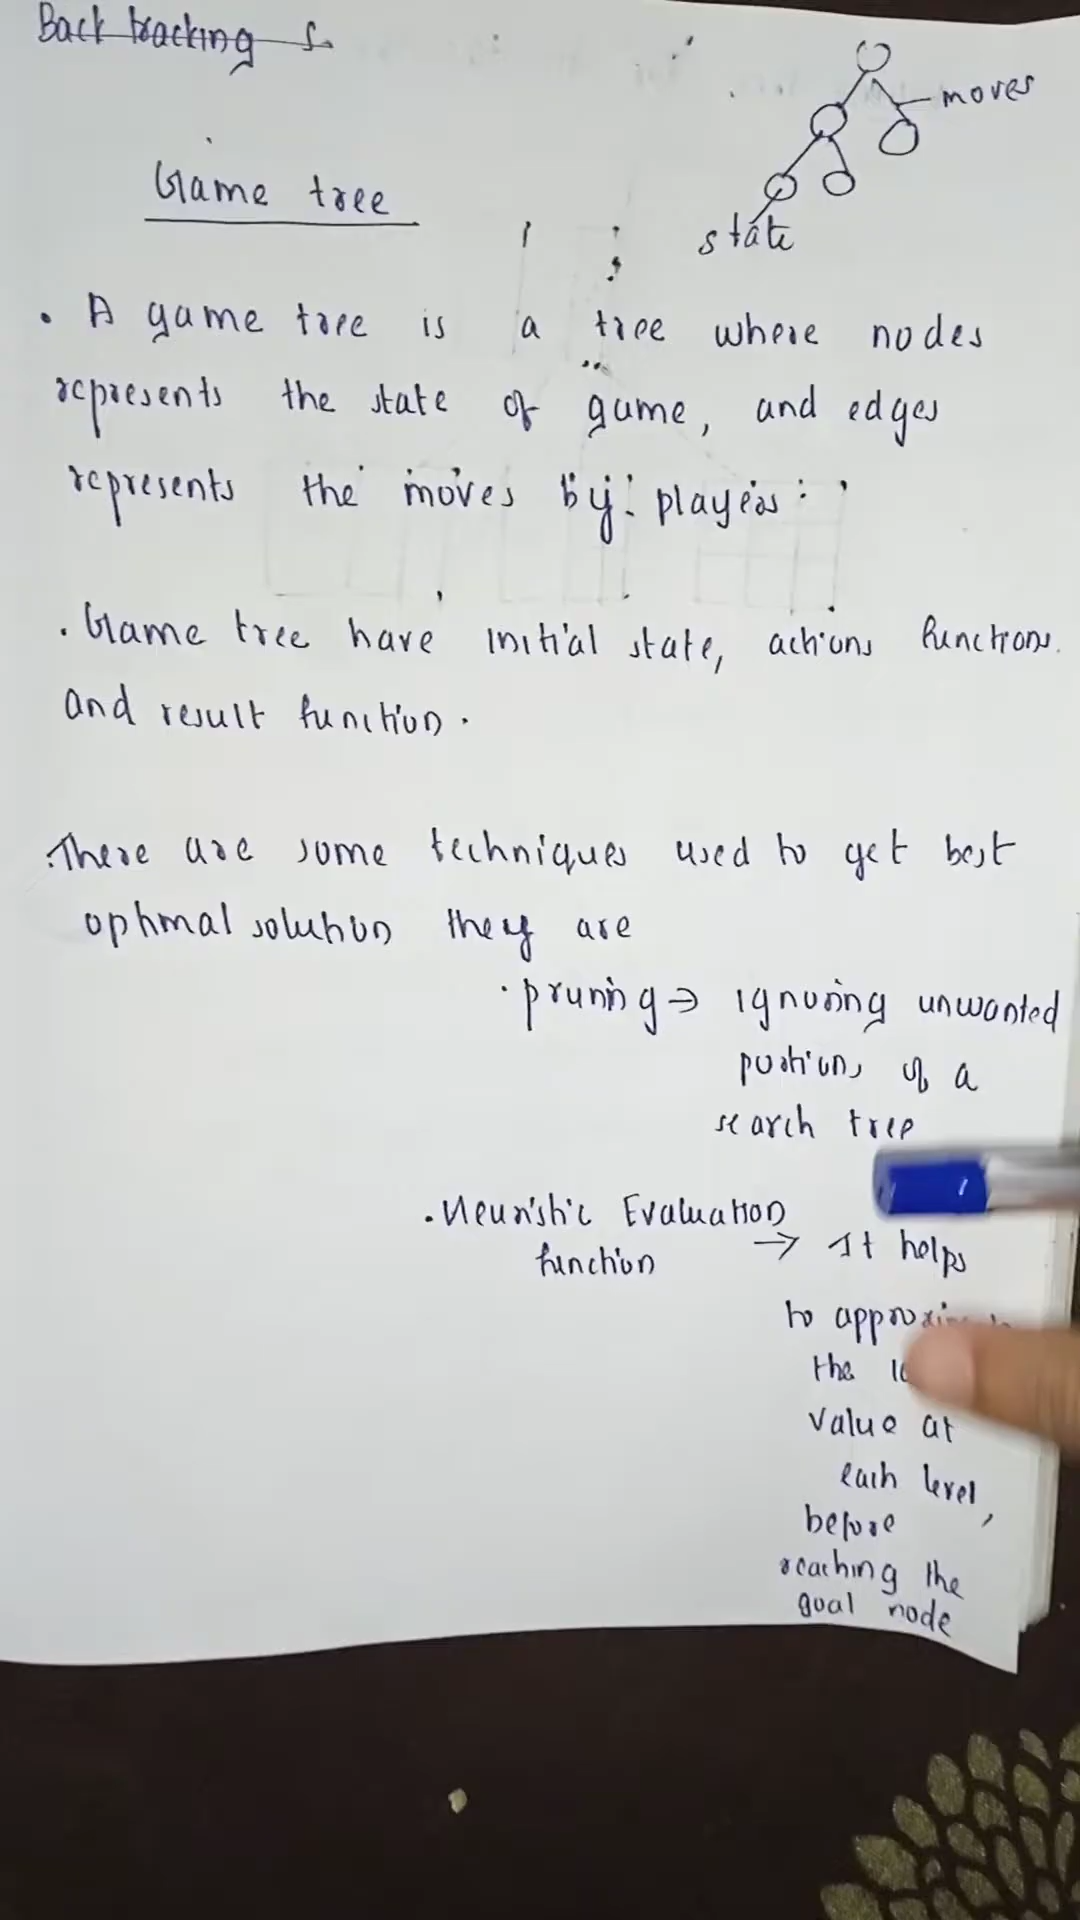 Back tracking
moves
Game tree
state
. A game tree is a tree where nodes
represents the state of game, and edges
represents the moves by players.
. Game tree have initial state, actions functions.
and result function.
.There are some techniques used to get best
optimal solution they are
. pruning → ignoring unwanted
portions of a
search tree
. Heuristic Evaluation
function → It helps
to
the
value at
each level,
before
reaching the
goal node